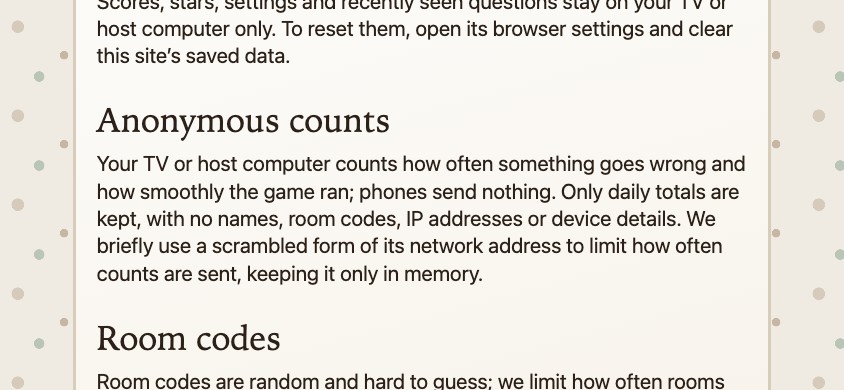 Scores, stars, settings and recently seen questions stay on your TV or
host computer only. To reset them, open its browser settings and clear
this site’s saved data.
Anonymous counts
Your TV or host computer counts how often something goes wrong and
how smoothly the game ran; phones send nothing. Only daily totals are
kept, with no names, room codes, IP addresses or device details. We
briefly use a scrambled form of its network address to limit how often
counts are sent, keeping it only in memory.
Room codes
Room codes are random and hard to guess; we limit how often rooms